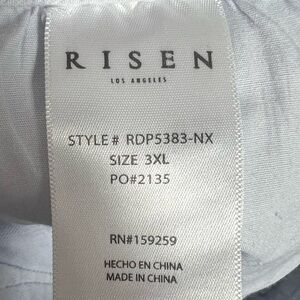 RISEN
LOS ANGELES
STYLE# RDP5383-NX
SIZE 3XL
PO#2135
RN#159259
HECHO EN CHINA
MADE IN CHINA